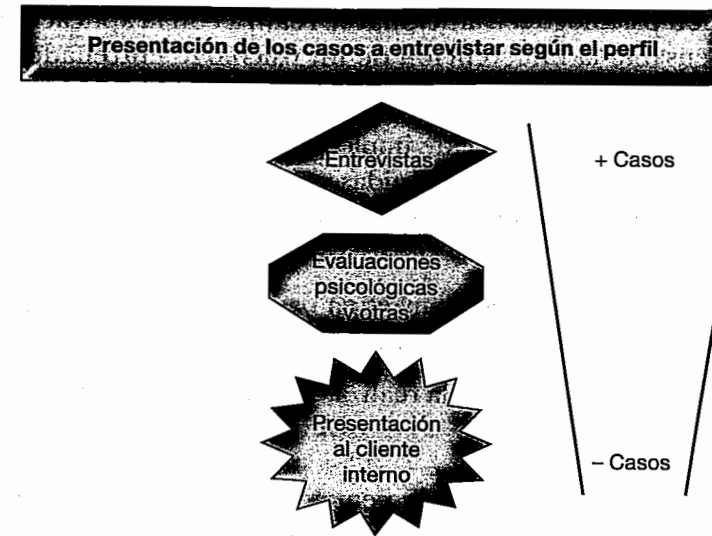 Presentación de los casos a entrevistar según el perfil
Entrevistas
+ Casos
Evaluaciones
psicológicas
y otras
Presentación
al cliente
interno
– Casos